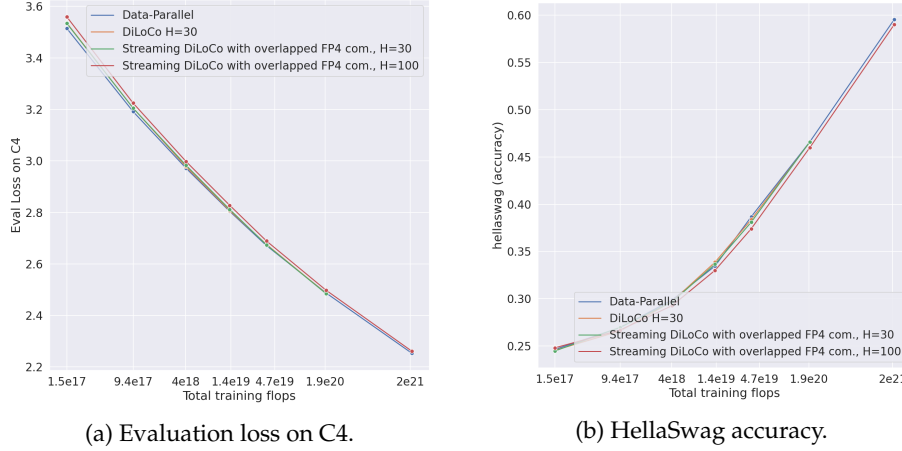 3.6
3.4
3.2
3.0
2.8
2.6
2.4
2.2
Eval Loss on C4
Data-Parallel
DiLoCo H=30
Streaming DiLoCo with overlapped FP4 com., H=30
Streaming DiLoCo with overlapped FP4 com., H=100
1.5e17 9.4e17 4e18 1.4e19 4.7e19 1.9e20 2e21
Total training flops
(a) Evaluation loss on C4.
0.60
0.55
0.50
0.45
0.40
0.35
0.30
0.25
hellaswag (accuracy)
Data-Parallel
DiLoCo H=30
Streaming DiLoCo with overlapped FP4 com., H=30
Streaming DiLoCo with overlapped FP4 com., H=100
1.5e17 9.4e17 4e18 1.4e19 4.7e19 1.9e20 2e21
Total training flops
(b) HellaSwag accuracy.